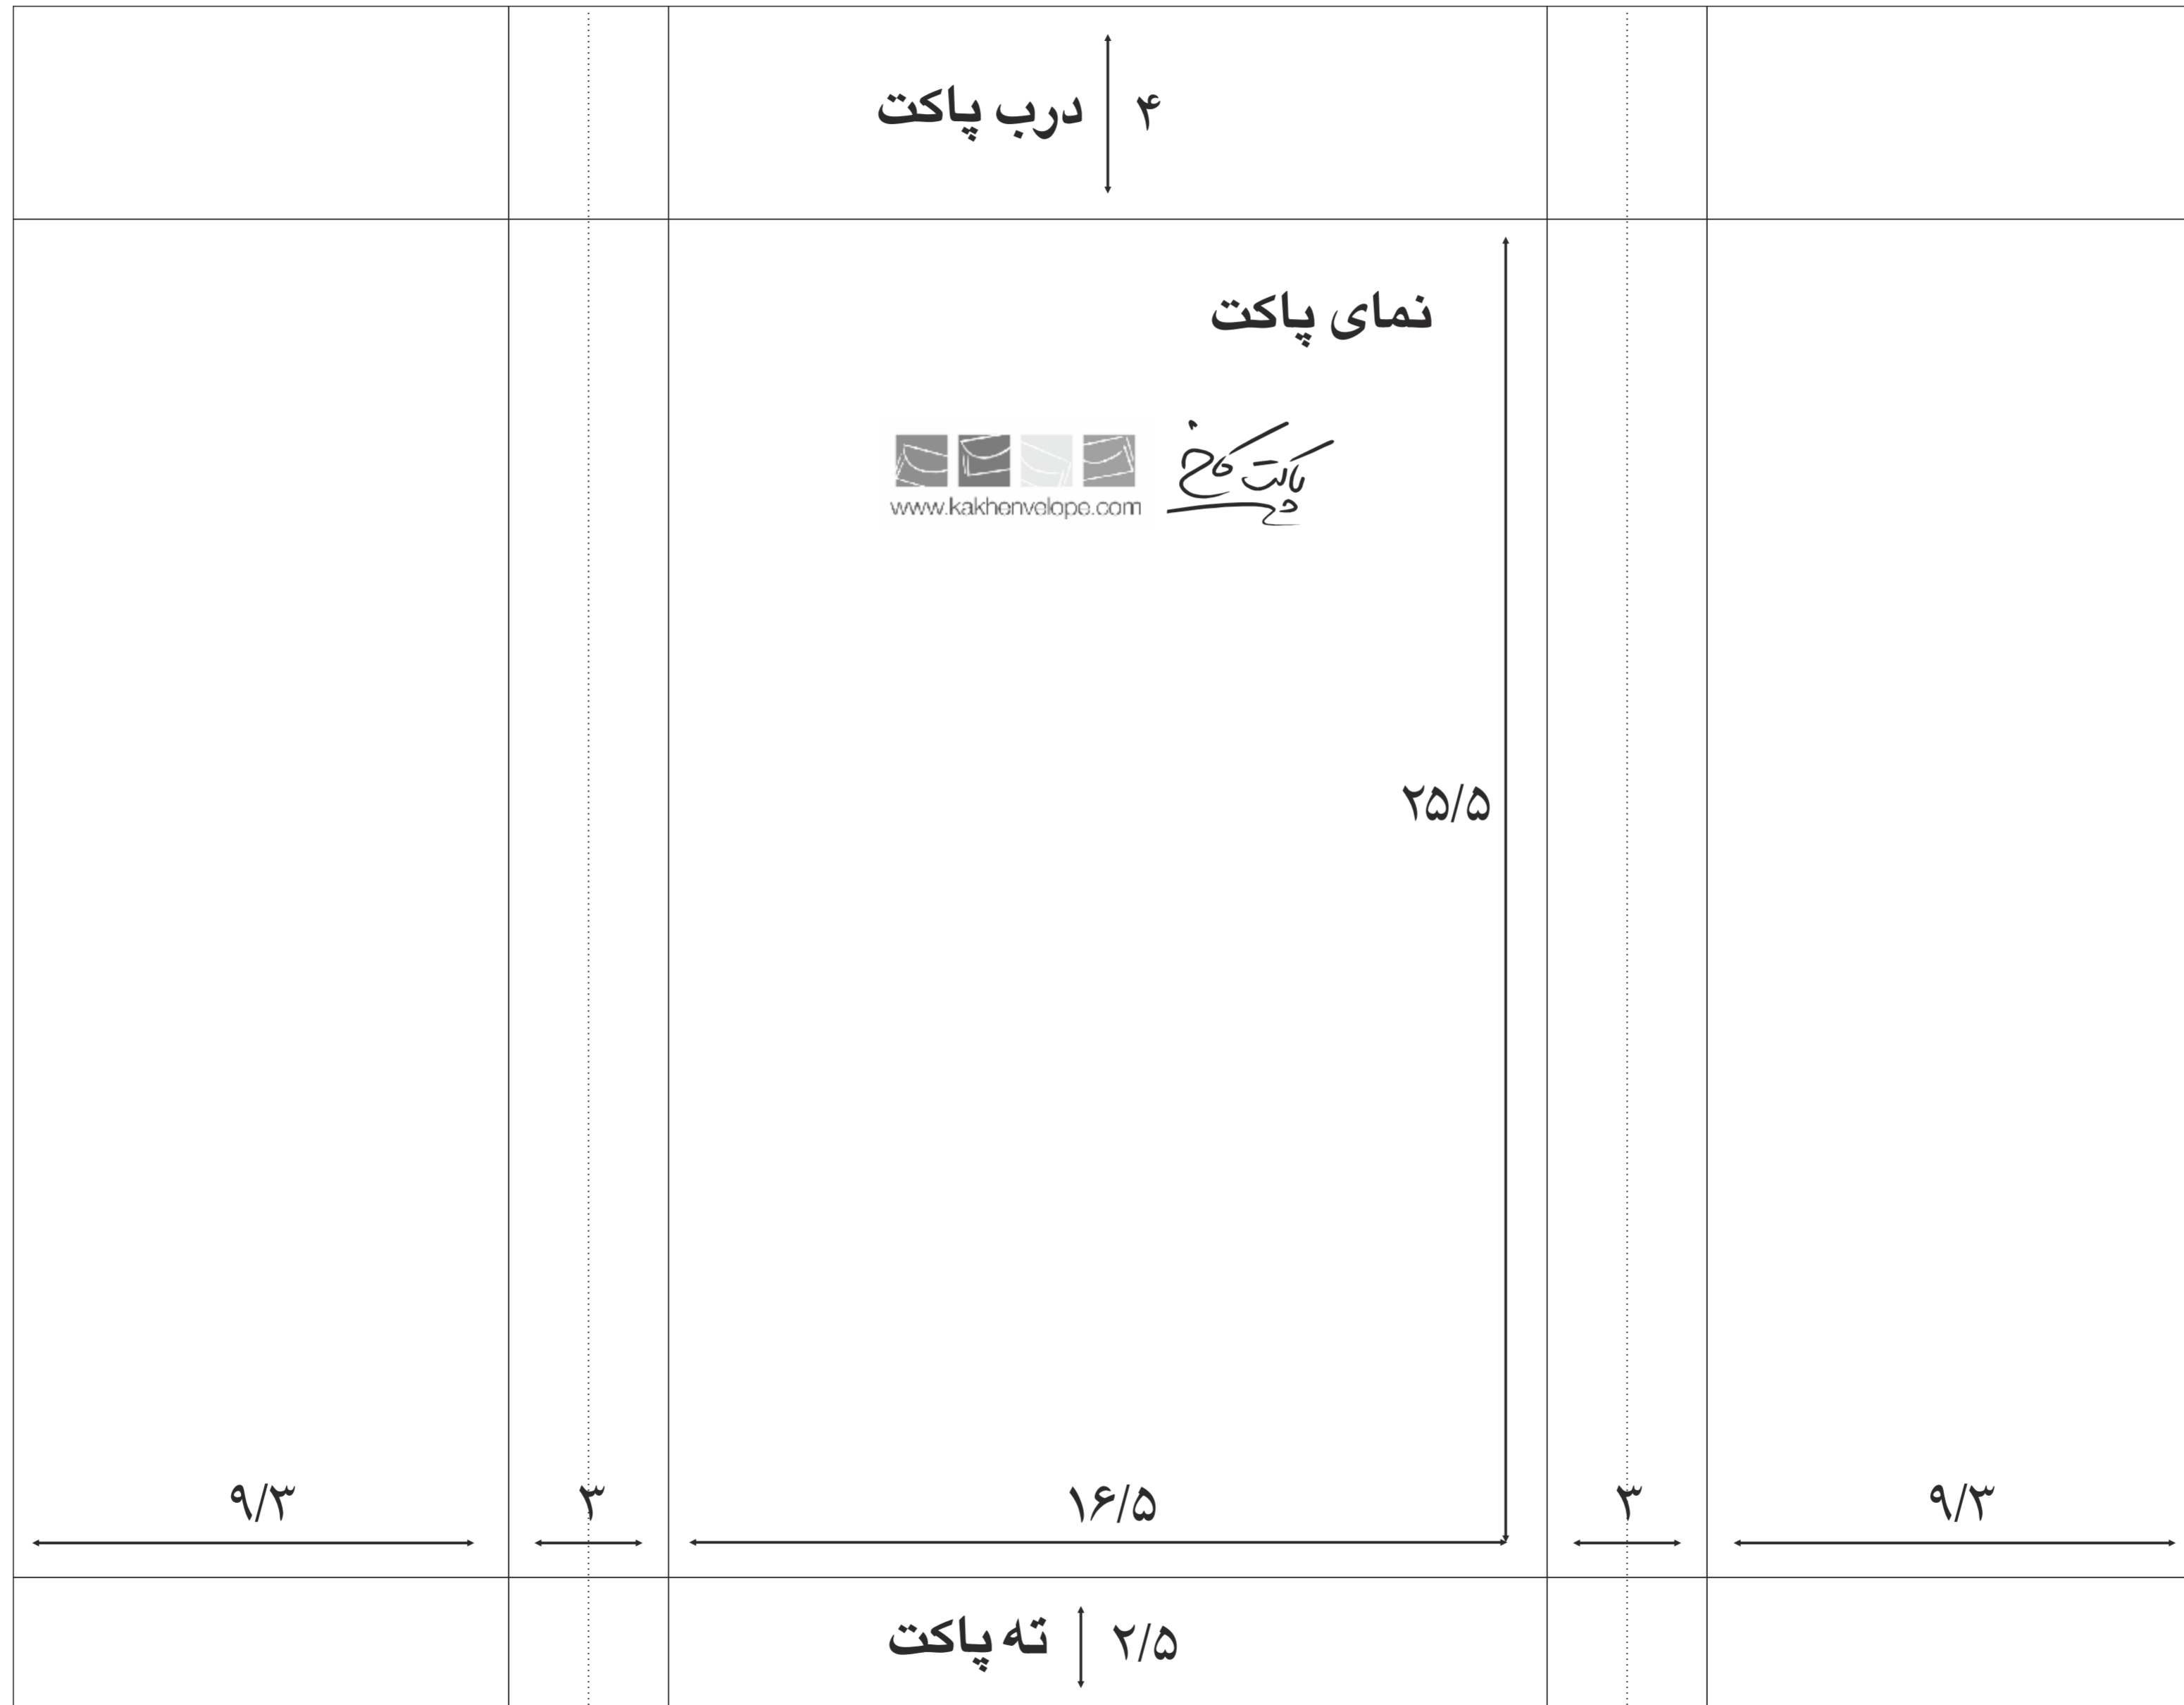 درب پاکت ۴
نمای پاکت
پاکت کاخ
www.kakhenvelope.com
۲۵/۵
۹/۳
۳
۱۶/۵
۳
۹/۳
ته پاکت ۲/۵